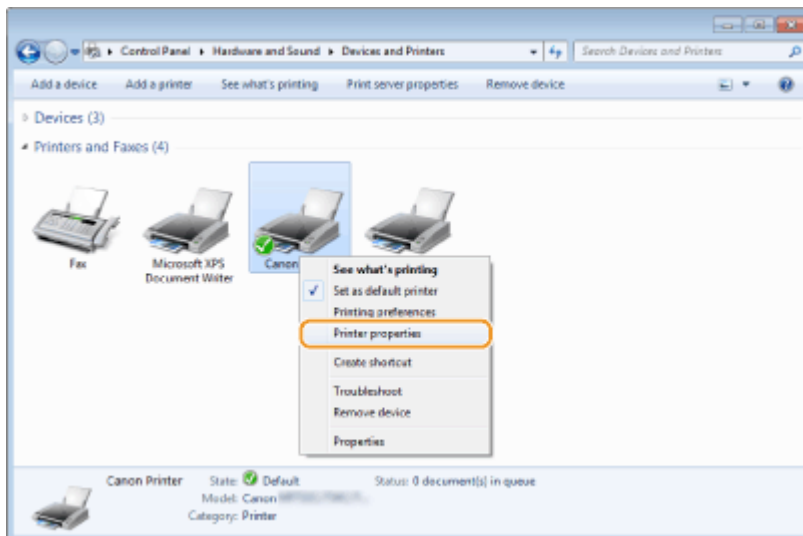 Control Panel ▸ Hardware and Sound ▸ Devices and Printers
Search Devices and Printers
Add a device Add a printer See what's printing Print server properties Remove device
Devices (3)
Printers and Faxes (4)
Fax
Microsoft XPS
Document Writer
Canon
See what's printing
Set as default printer
Printing preferences
Printer properties
Create shortcut
Troubleshoot
Remove device
Properties
Canon Printer State: Default Status: 0 document(s) in queue
Model: Canon
Category: Printer